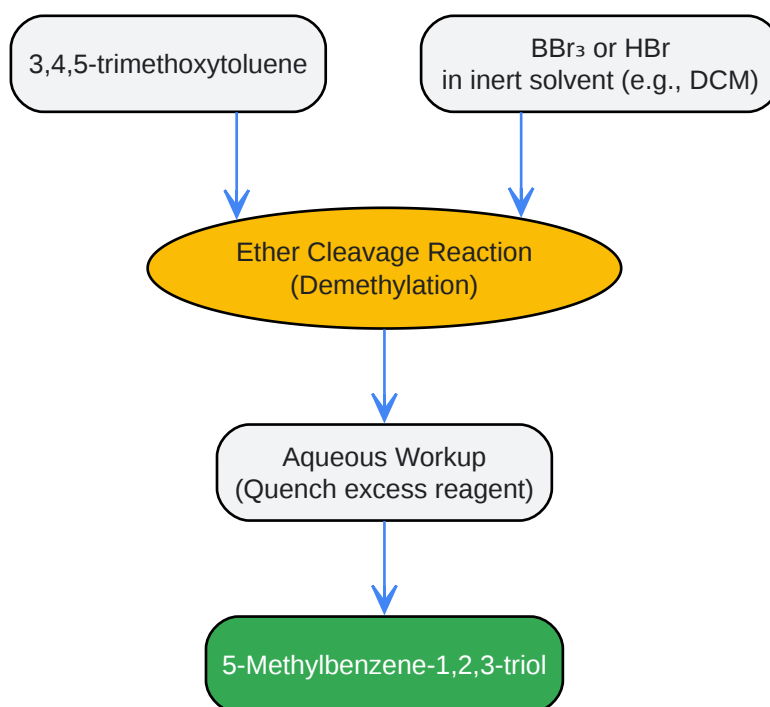 3,4,5-trimethoxytoluene
BBr₃ or HBr
in inert solvent (e.g., DCM)
Ether Cleavage Reaction
(Demethylation)
Aqueous Workup
(Quench excess reagent)
5-Methylbenzene-1,2,3-triol